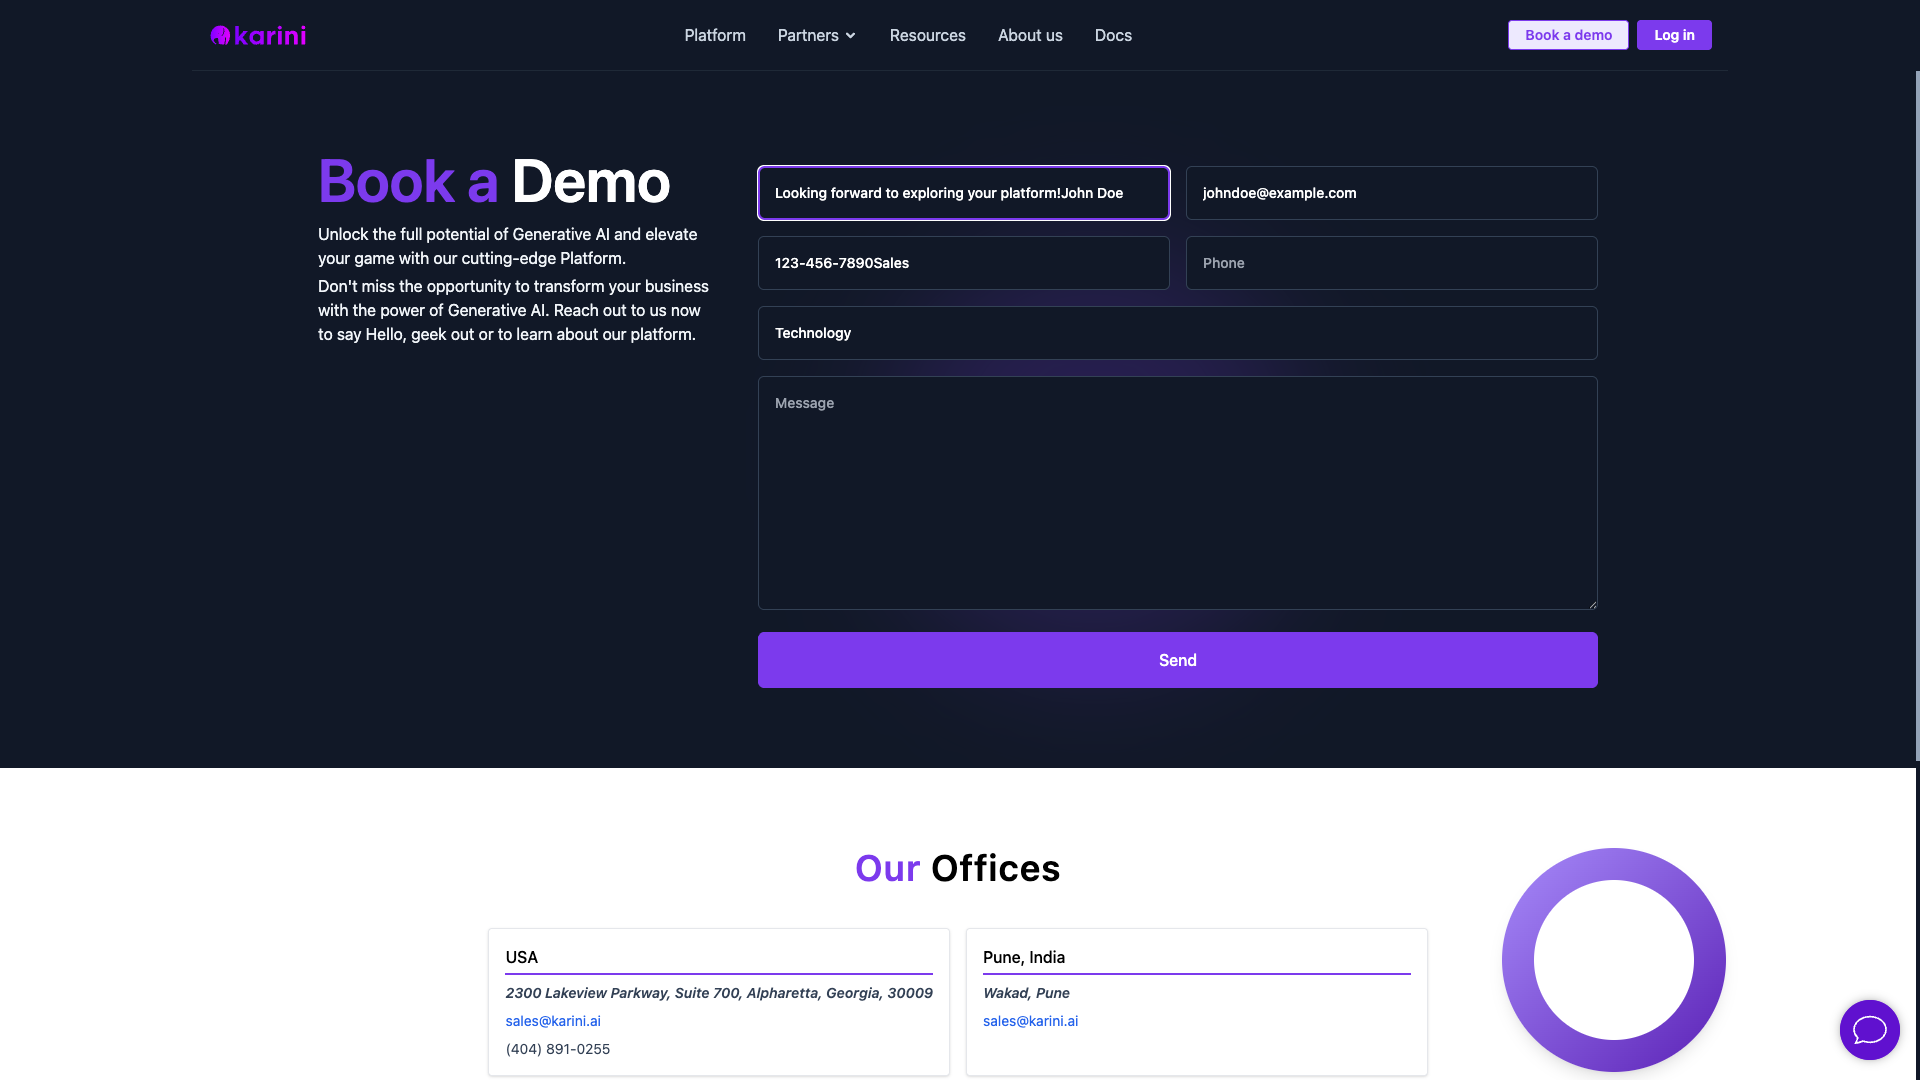 karini
Platform
Partners
Resources
About us
Docs
Book a demo
Log in
Book a Demo
Unlock the full potential of Generative AI and elevate
your game with our cutting-edge Platform.
Don't miss the opportunity to transform your business
with the power of Generative AI. Reach out to us now
to say Hello, geek out or to learn about our platform.
Looking forward to exploring your platform!John Doe
johndoe@example.com
123-456-7890Sales
Phone
Technology
Message
Send
Our Offices
USA
2300 Lakeview Parkway, Suite 700, Alpharetta, Georgia, 30009
sales@karini.ai
(404) 891-0255
Pune, India
Wakad, Pune
sales@karini.ai